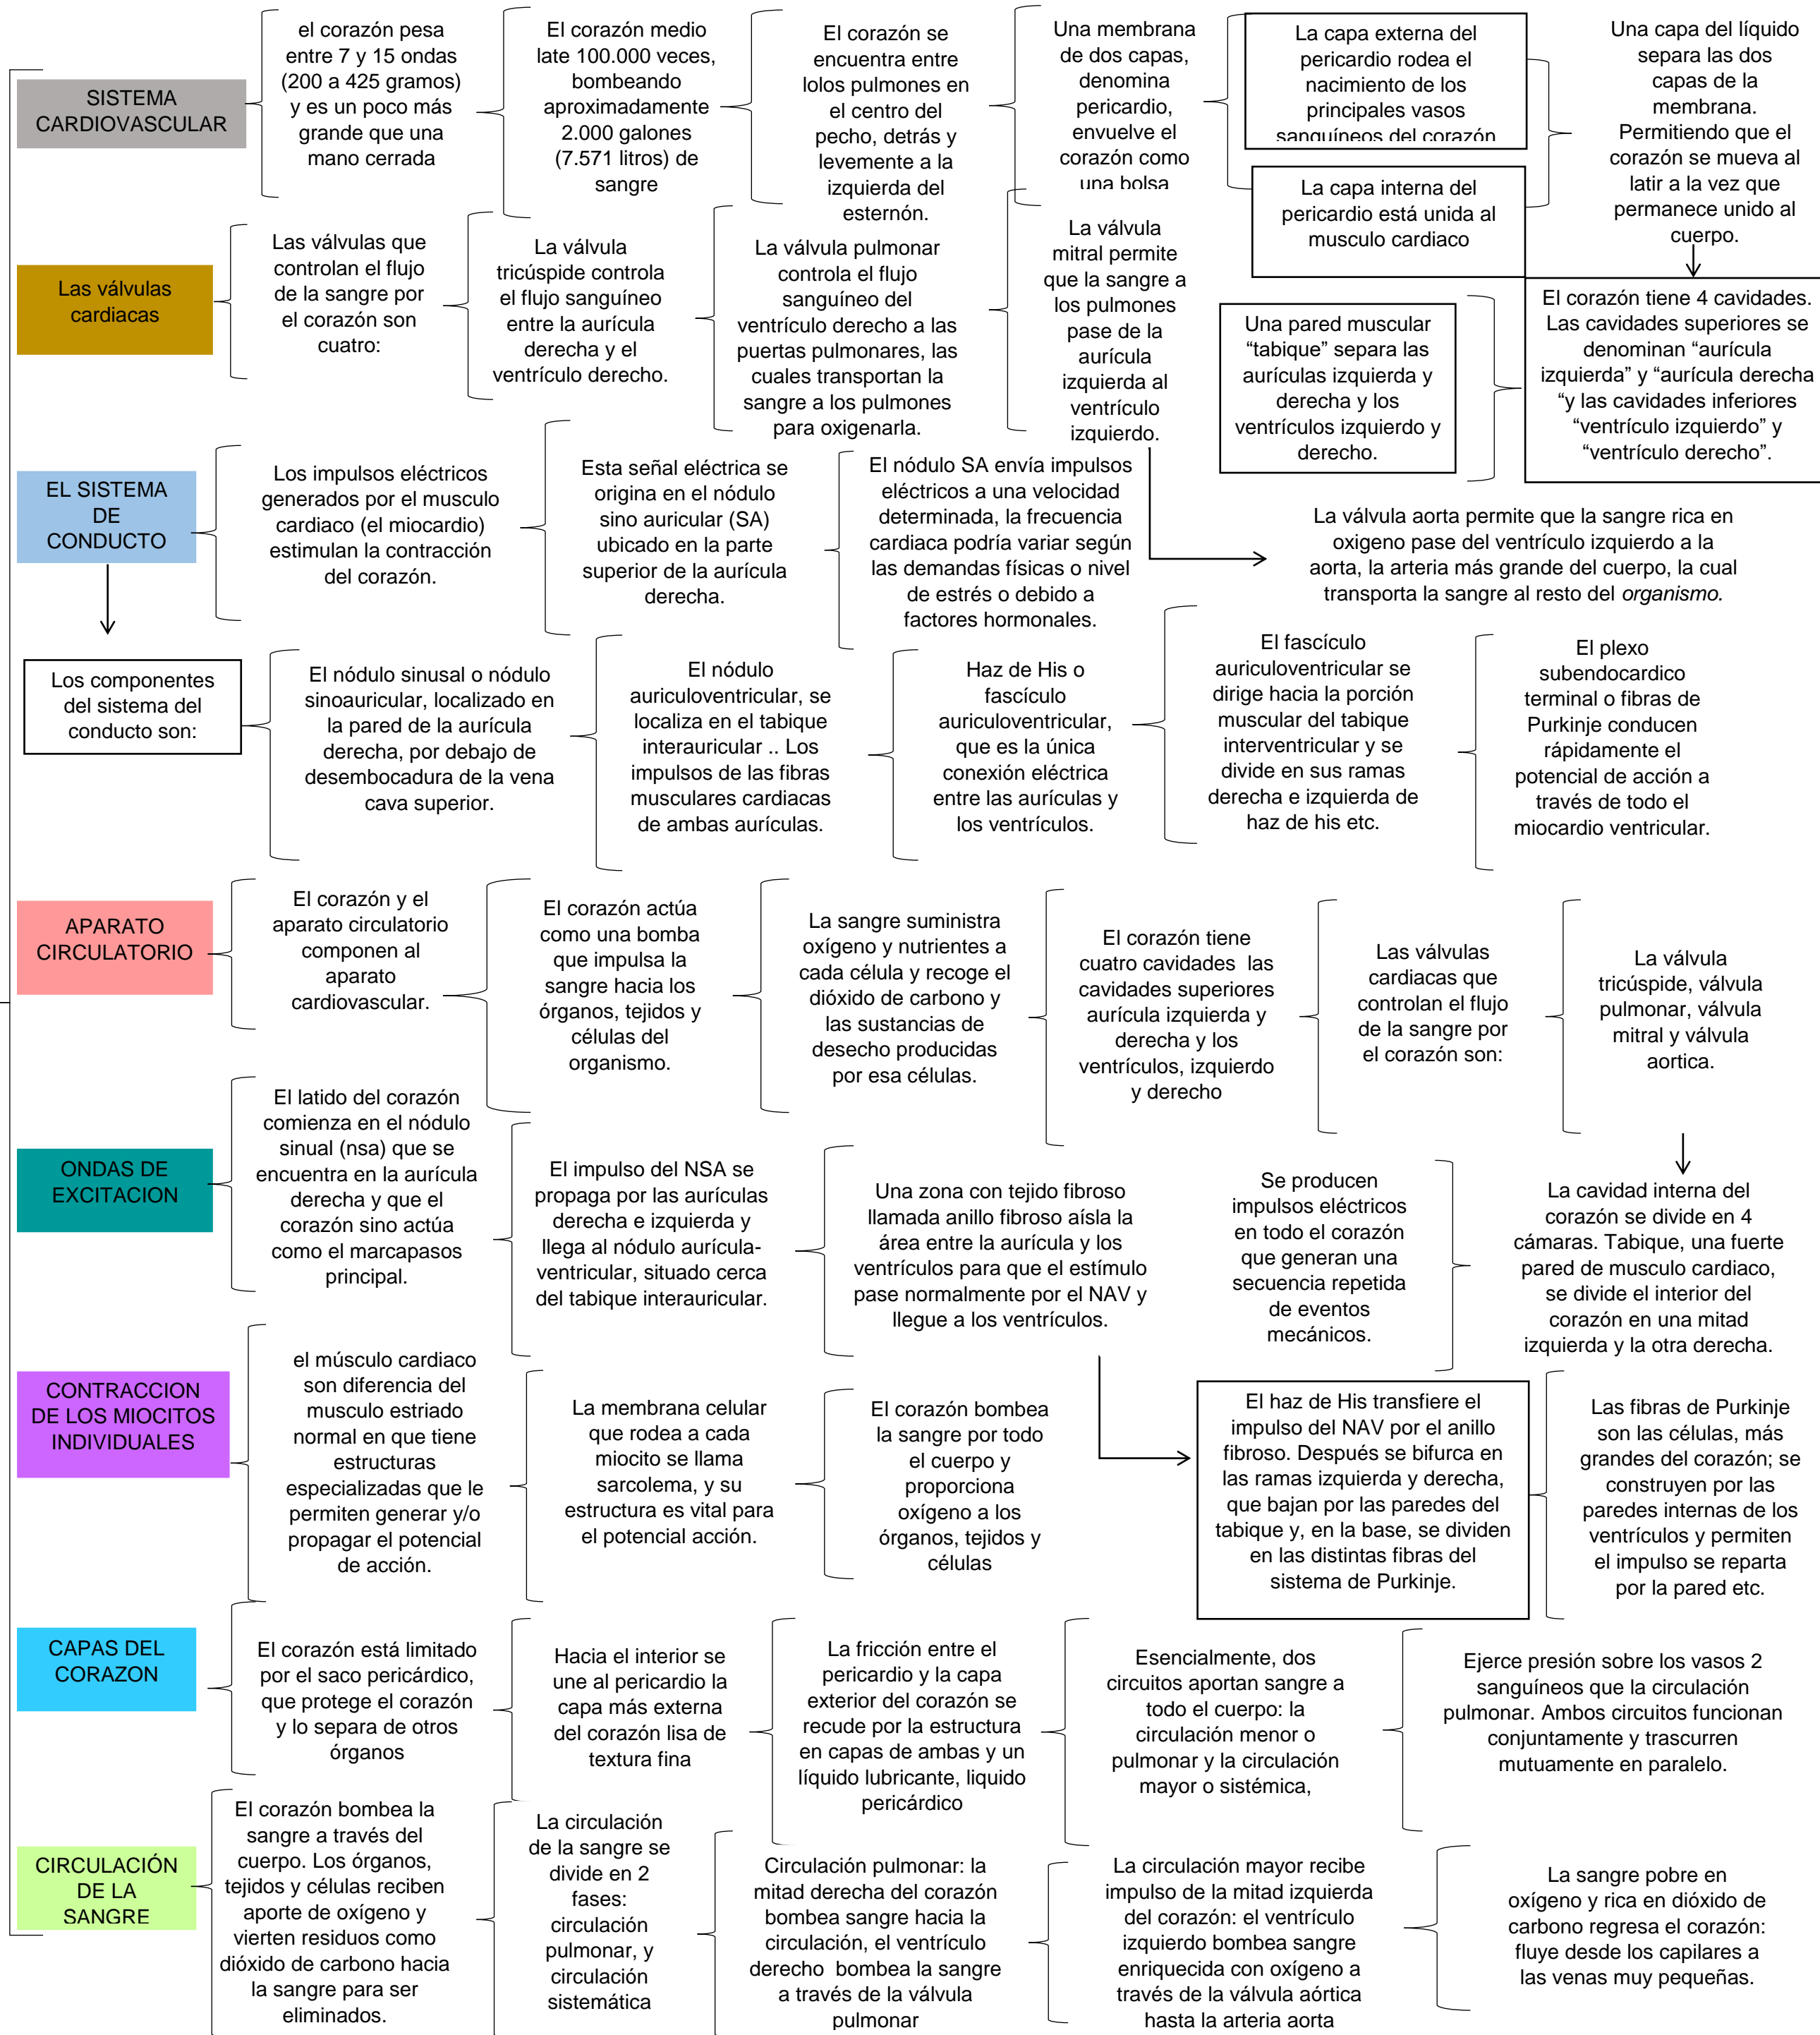 SISTEMA
CARDIOVASCULAR
el corazón pesa
entre 7 y 15 ondas
(200 a 425 gramos)
y es un poco más
grande que una
mano cerrada
El corazón medio
late 100.000 veces,
bombeando
aproximadamente
2.000 galones
(7.571 litros) de
sangre
El corazón se
encuentra entre
lolos pulmones en
el centro del
pecho, detrás y
levemente a la
izquierda del
esternón.
Una membrana
de dos capas,
denomina
pericardio,
envuelve el
corazón como
una bolsa
La capa externa del
pericardio rodea el
nacimiento de los
principales vasos
sanguíneos del corazón
La capa interna del
pericardio está unida al
musculo cardiaco
Una capa del líquido
separa las dos
capas de la
membrana.
Permitiendo que el
corazón se mueva al
latir a la vez que
permanece unido al
cuerpo.
Las válvulas
cardiacas
Las válvulas que
controlan el flujo
de la sangre por
el corazón son
cuatro:
La válvula
tricúspide controla
el flujo sanguíneo
entre la aurícula
derecha y el
ventrículo derecho.
La válvula pulmonar
controla el flujo
sanguíneo del
ventrículo derecho a las
puertas pulmonares, las
cuales transportan la
sangre a los pulmones
para oxigenarla.
La válvula
mitral permite
que la sangre a
los pulmones
pase de la
aurícula
izquierda al
ventrículo
izquierdo.
Una pared muscular
“tabique” separa las
aurículas izquierda y
derecha y los
ventrículos izquierdo y
derecho.
El corazón tiene 4 cavidades.
Las cavidades superiores se
denominan “aurícula
izquierda” y “aurícula derecha
“y las cavidades inferiores
“ventrículo izquierdo” y
“ventrículo derecho”.
EL SISTEMA
DE
CONDUCTO
Los impulsos eléctricos
generados por el musculo
cardiaco (el miocardio)
estimulan la contracción
del corazón.
Esta señal eléctrica se
origina en el nódulo
sino auricular (SA)
ubicado en la parte
superior de la aurícula
derecha.
El nódulo SA envía impulsos
eléctricos a una velocidad
determinada, la frecuencia
cardiaca podría variar según
las demandas físicas o nivel
de estrés o debido a
factores hormonales.
La válvula aorta permite que la sangre rica en
oxigeno pase del ventrículo izquierdo a la
aorta, la arteria más grande del cuerpo, la cual
transporta la sangre al resto del organismo.
Los componentes
del sistema del
conducto son:
El nódulo sinusal o nódulo
sinoauricular, localizado en
la pared de la aurícula
derecha, por debajo de
desembocadura de la vena
cava superior.
El nódulo
auriculoventricular, se
localiza en el tabique
interauricular .. Los
impulsos de las fibras
musculares cardiacas
de ambas aurículas.
Haz de His o
fascículo
auriculoventricular,
que es la única
conexión eléctrica
entre las aurículas y
los ventrículos.
El fascículo
auriculoventricular se
dirige hacia la porción
muscular del tabique
interventricular y se
divide en sus ramas
derecha e izquierda de
haz de his etc.
El plexo
subendocardico
terminal o fibras de
Purkinje conducen
rápidamente el
potencial de acción a
través de todo el
miocardio ventricular.
APARATO
CIRCULATORIO
El corazón y el
aparato circulatorio
componen al
aparato
cardiovascular.
El corazón actúa
como una bomba
que impulsa la
sangre hacia los
órganos, tejidos y
células del
organismo.
La sangre suministra
oxígeno y nutrientes a
cada célula y recoge el
dióxido de carbono y
las sustancias de
desecho producidas
por esa células.
El corazón tiene
cuatro cavidades las
cavidades superiores
aurícula izquierda y
derecha y los
ventrículos, izquierdo
y derecho
Las válvulas
cardiacas que
controlan el flujo
de la sangre por
el corazón son:
La válvula
tricúspide, válvula
pulmonar, válvula
mitral y válvula
aortica.
ONDAS DE
EXCITACION
El latido del corazón
comienza en el nódulo
sinual (nsa) que se
encuentra en la aurícula
derecha y que el
corazón sino actúa
como el marcapasos
principal.
El impulso del NSA se
propaga por las aurículas
derecha e izquierda y
llega al nódulo aurícula-
ventricular, situado cerca
del tabique interauricular.
Una zona con tejido fibroso
llamada anillo fibroso aísla la
área entre la aurícula y los
ventrículos para que el estímulo
pase normalmente por el NAV y
llegue a los ventrículos.
Se producen
impulsos eléctricos
en todo el corazón
que generan una
secuencia repetida
de eventos
mecánicos.
La cavidad interna del
corazón se divide en 4
cámaras. Tabique, una fuerte
pared de musculo cardiaco,
se divide el interior del
corazón en una mitad
izquierda y la otra derecha.
CONTRACCION
DE LOS MIOCITOS
INDIVIDUALES
el músculo cardiaco
son diferencia del
musculo estriado
normal en que tiene
estructuras
especializadas que le
permiten generar y/o
propagar el potencial
de acción.
La membrana celular
que rodea a cada
miocito se llama
sarcolema, y su
estructura es vital para
el potencial acción.
El corazón bombea
la sangre por todo
el cuerpo y
proporciona
oxígeno a los
órganos, tejidos y
células
El haz de His transfiere el
impulso del NAV por el anillo
fibroso. Después se bifurca en
las ramas izquierda y derecha,
que bajan por las paredes del
tabique y, en la base, se dividen
en las distintas fibras del
sistema de Purkinje.
Las fibras de Purkinje
son las células, más
grandes del corazón; se
construyen por las
paredes internas de los
ventrículos y permiten
el impulso se reparta
por la pared etc.
CAPAS DEL
CORAZON
El corazón está limitado
por el saco pericárdico,
que protege el corazón
y lo separa de otros
órganos
Hacia el interior se
une al pericardio la
capa más externa
del corazón lisa de
textura fina
La fricción entre el
pericardio y la capa
exterior del corazón se
recude por la estructura
en capas de ambas y un
líquido lubricante, liquido
pericárdico
Esencialmente, dos
circuitos aportan sangre a
todo el cuerpo: la
circulación menor o
pulmonar y la circulación
mayor o sistémica,
Ejerce presión sobre los vasos 2
sanguíneos que la circulación
pulmonar. Ambos circuitos funcionan
conjuntamente y trascurren
mutuamente en paralelo.
CIRCULACIÓN
DE LA
SANGRE
El corazón bombea la
sangre a través del
cuerpo. Los órganos,
tejidos y células reciben
aporte de oxígeno y
vierten residuos como
dióxido de carbono hacia
la sangre para ser
eliminados.
La circulación
de la sangre se
divide en 2
fases:
circulación
pulmonar, y
circulación
sistemática
Circulación pulmonar: la
mitad derecha del corazón
bombea sangre hacia la
circulación, el ventrículo
derecho bombea la sangre
a través de la válvula
pulmonar
La circulación mayor recibe
impulso de la mitad izquierda
del corazón: el ventrículo
izquierdo bombea sangre
enriquecida con oxígeno a
través de la válvula aórtica
hasta la arteria aorta
La sangre pobre en
oxígeno y rica en dióxido de
carbono regresa el corazón:
fluye desde los capilares a
las venas muy pequeñas.